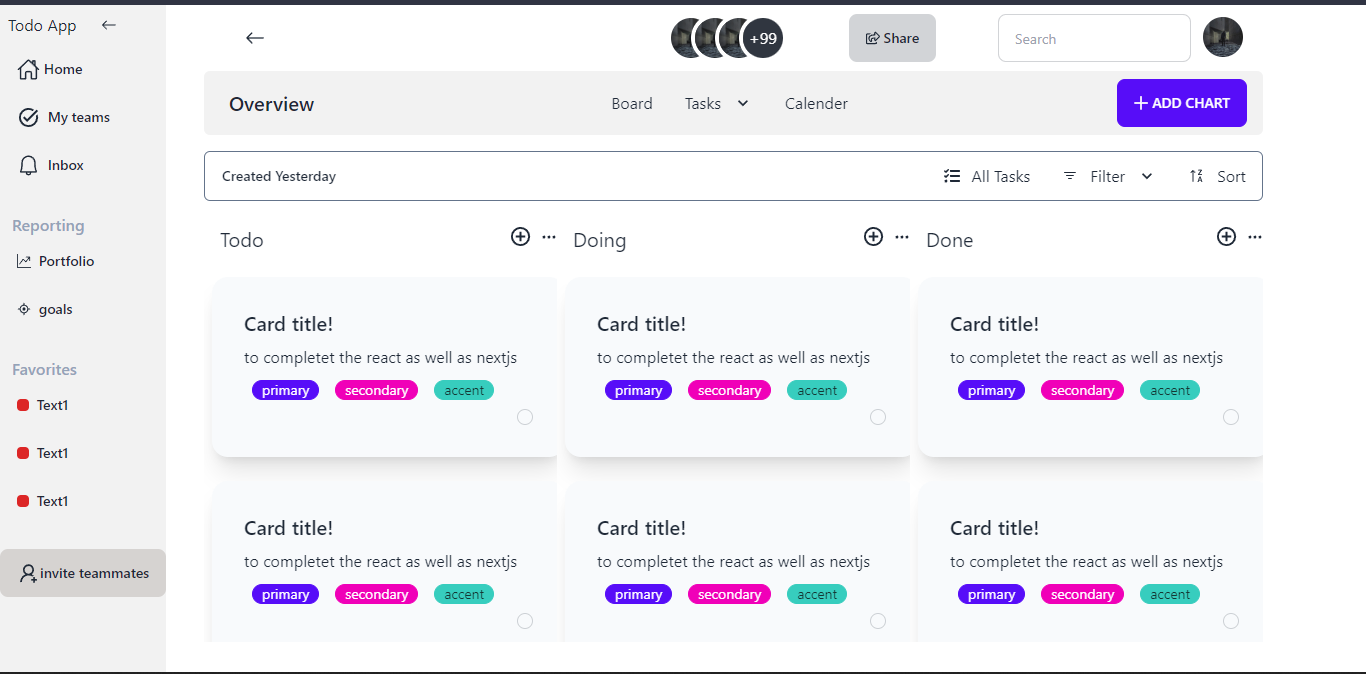 Todo App
Home
My teams
Inbox
Reporting
Portfolio
goals
Favorites
Text1
Text1
Text1
invite teammates
+99
Share
Search
Overview
Board
Tasks
Calender
+ ADD CHART
Created Yesterday
All Tasks
Filter
Sort
Todo
Doing
Done
Card title!
to completet the react as well as nextjs
primary secondary accent
Card title!
to completet the react as well as nextjs
primary secondary accent
Card title!
to completet the react as well as nextjs
primary secondary accent
Card title!
to completet the react as well as nextjs
primary secondary accent
Card title!
to completet the react as well as nextjs
primary secondary accent
Card title!
to completet the react as well as nextjs
primary secondary accent